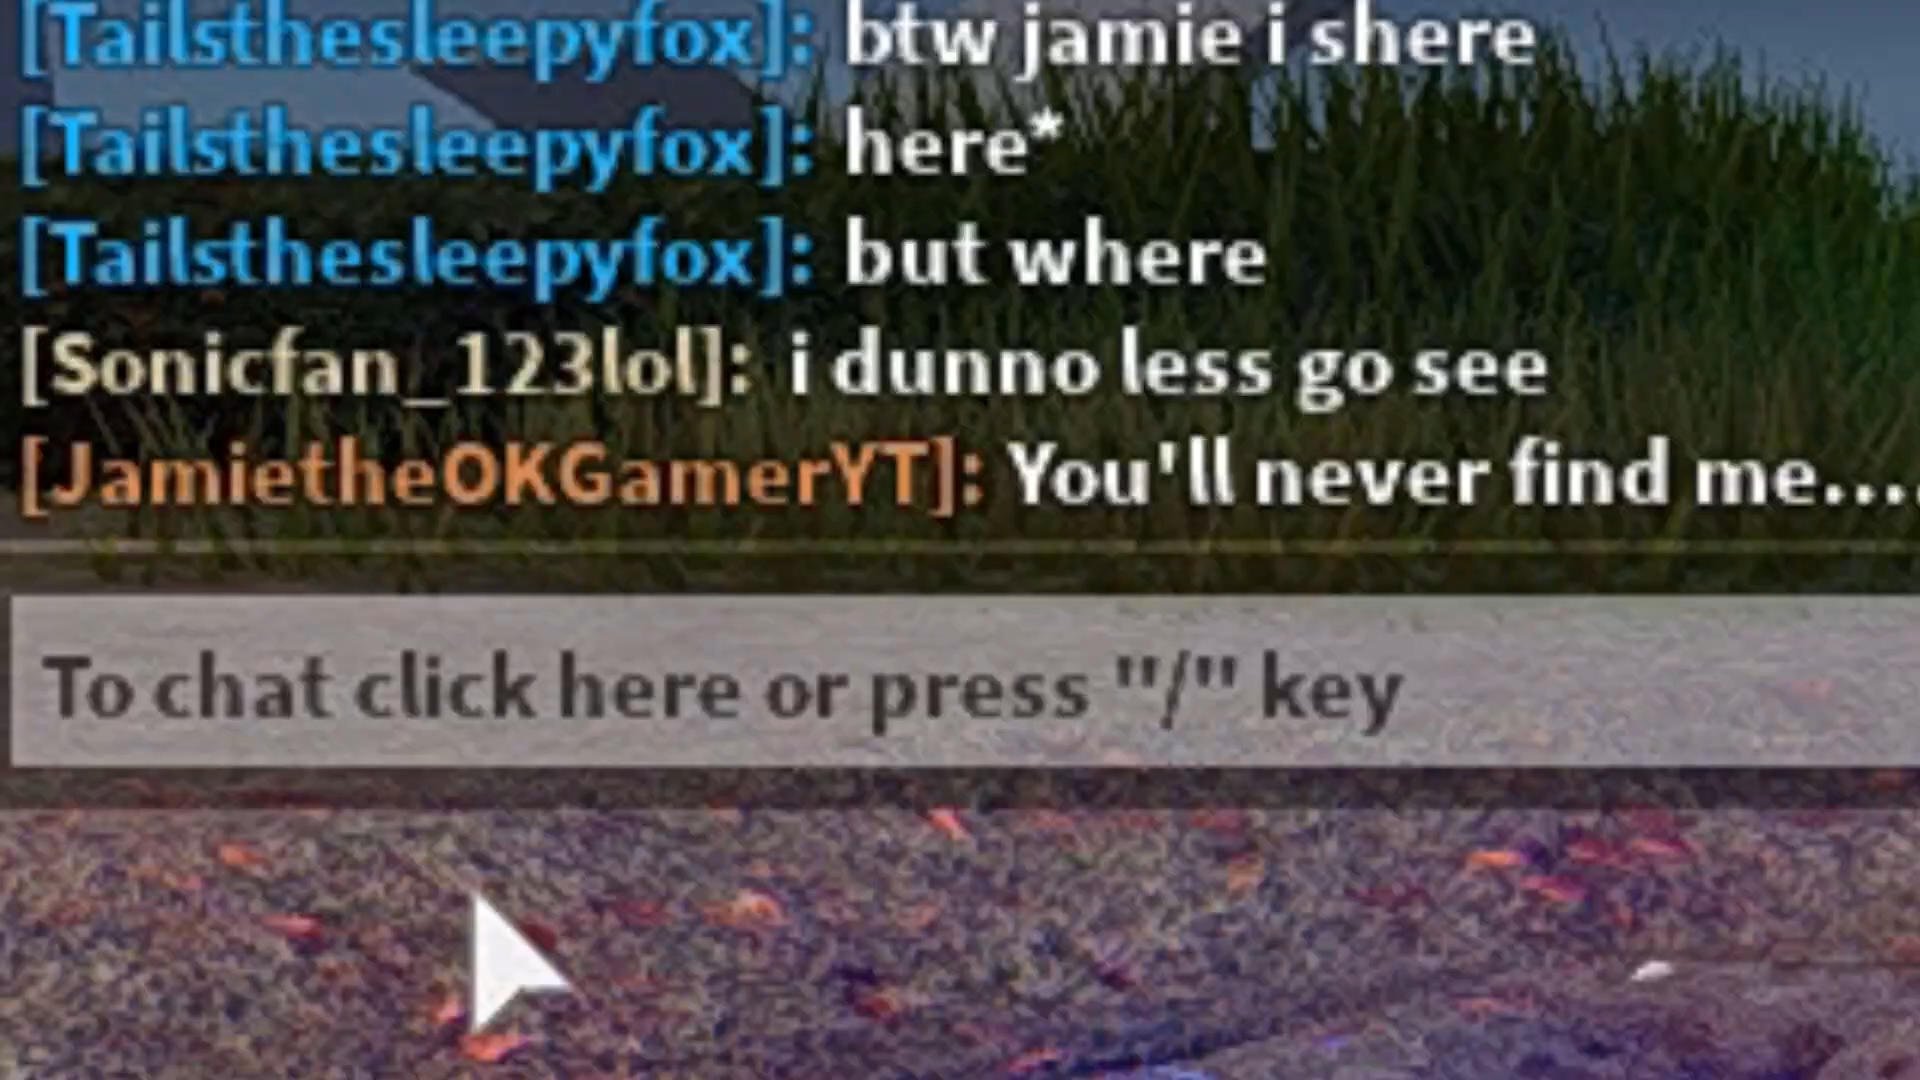 [Tailsthesleepyfox]: btw jamie i shere
[Tailsthesleepyfox]: here*
[Tailsthesleepyfox]: but where
[Sonicfan_123lol]: i dunno less go see
[JamietheOKGamerYT]: You'll never find me....
To chat click here or press "/" key